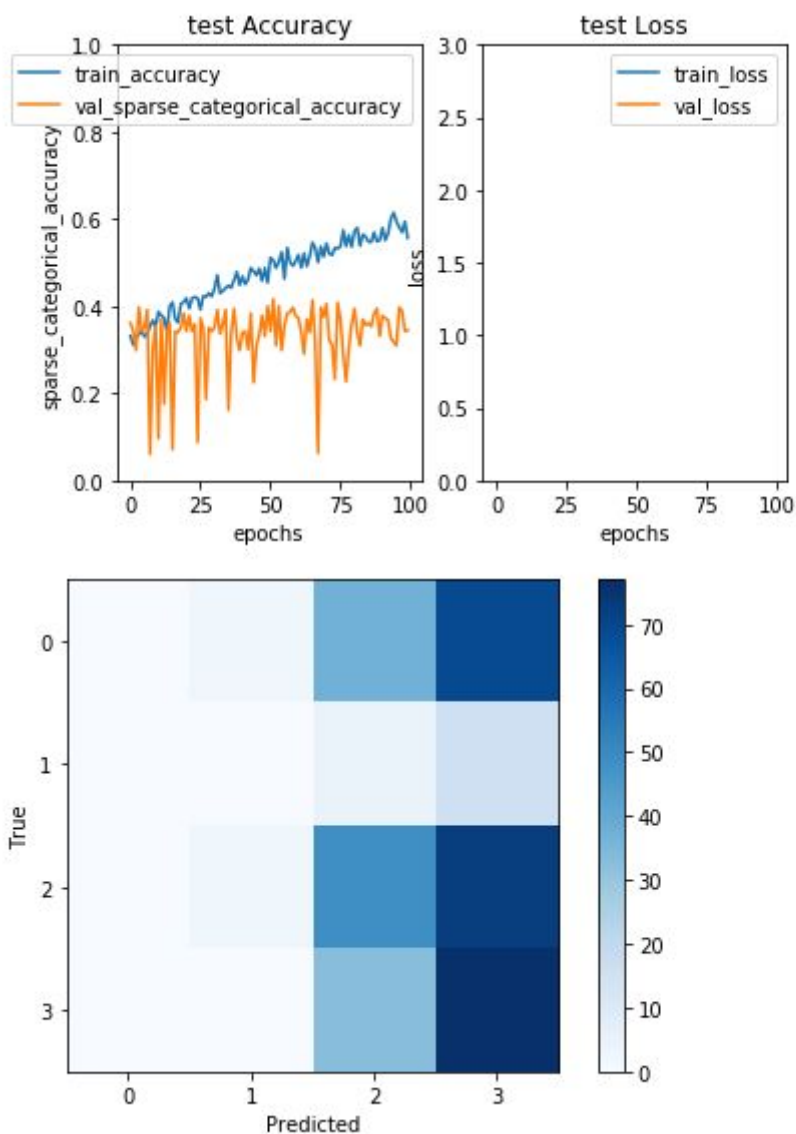 test Accuracy
1.0
0.8
0.6
0.4
0.2
0.0
sparse_categorical_accuracy
train_accuracy
val_sparse_categorical_accuracy
0 25 50 75 100
epochs
test Loss
3.0
2.5
2.0
1.5
1.0
0.5
0.0
loss
train_loss
val_loss
0 25 50 75 100
epochs
0
1
2
3
True
0 1 2 3
Predicted
70
60
50
40
30
20
10
0